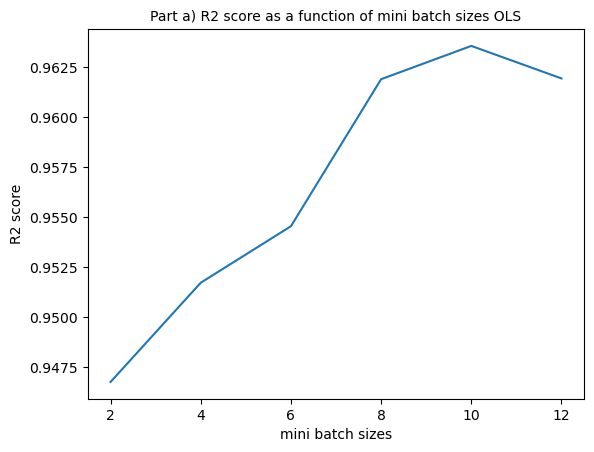 Part a) R2 score as a function of mini batch sizes OLS
0.9625
0.9600
0.9575
0.9550
0.9525
0.9500
0.9475
R2 score
2 4 6 8 10 12
mini batch sizes